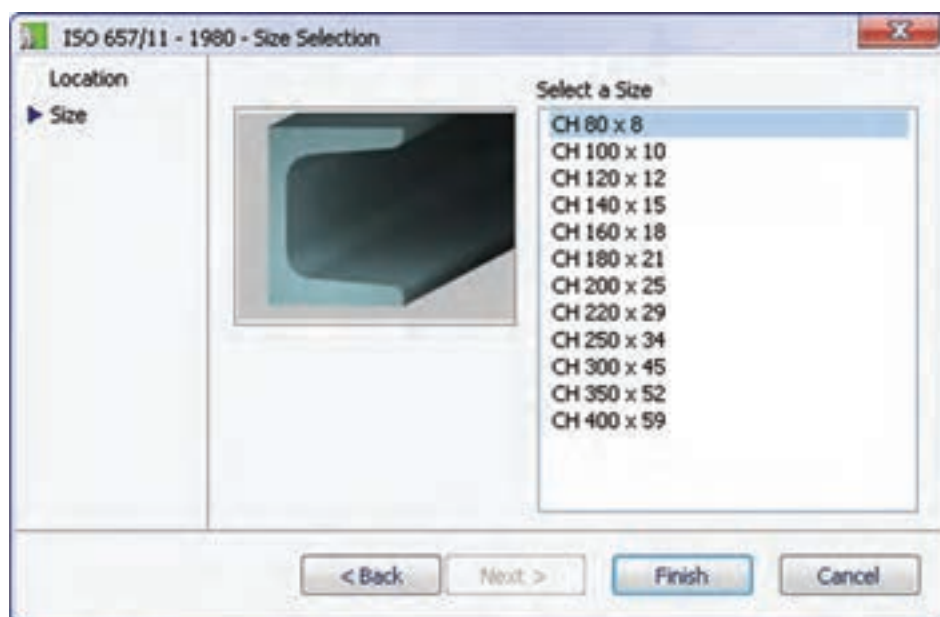 ISO 657/11 - 1980 - Size Selection
Location
Size
Select a Size
CH 80 x 8
CH 100 x 10
CH 120 x 12
CH 140 x 15
CH 160 x 18
CH 180 x 21
CH 200 x 25
CH 220 x 29
CH 250 x 34
CH 300 x 45
CH 350 x 52
CH 400 x 59
< Back Next > Finish Cancel